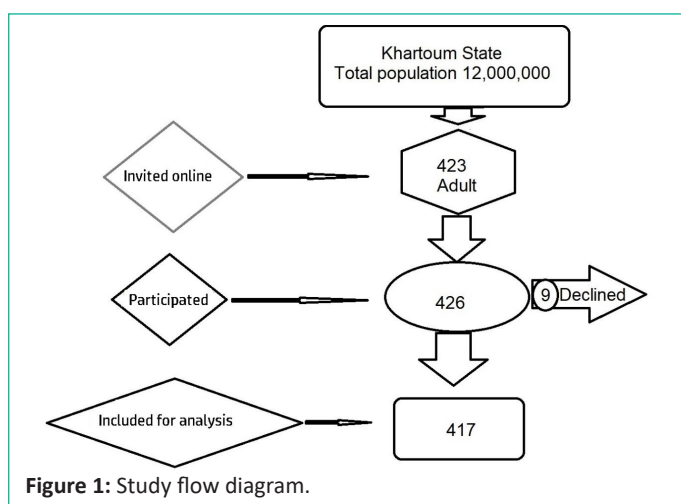 Khartoum State
Total population 12,000,000
Invited online
423
Adult
Participated
426
9 Declined
Included for analysis
417
Figure 1: Study flow diagram.